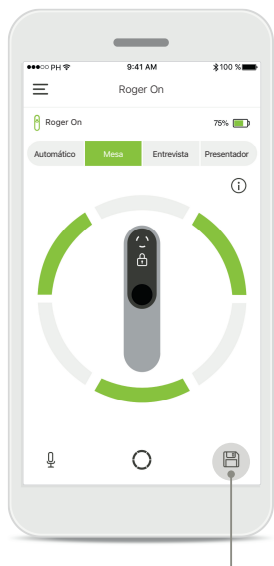 PH 9:41 AM 100 %
Roger On
Roger On 75%
Automático Mesa Entrevista Presentador